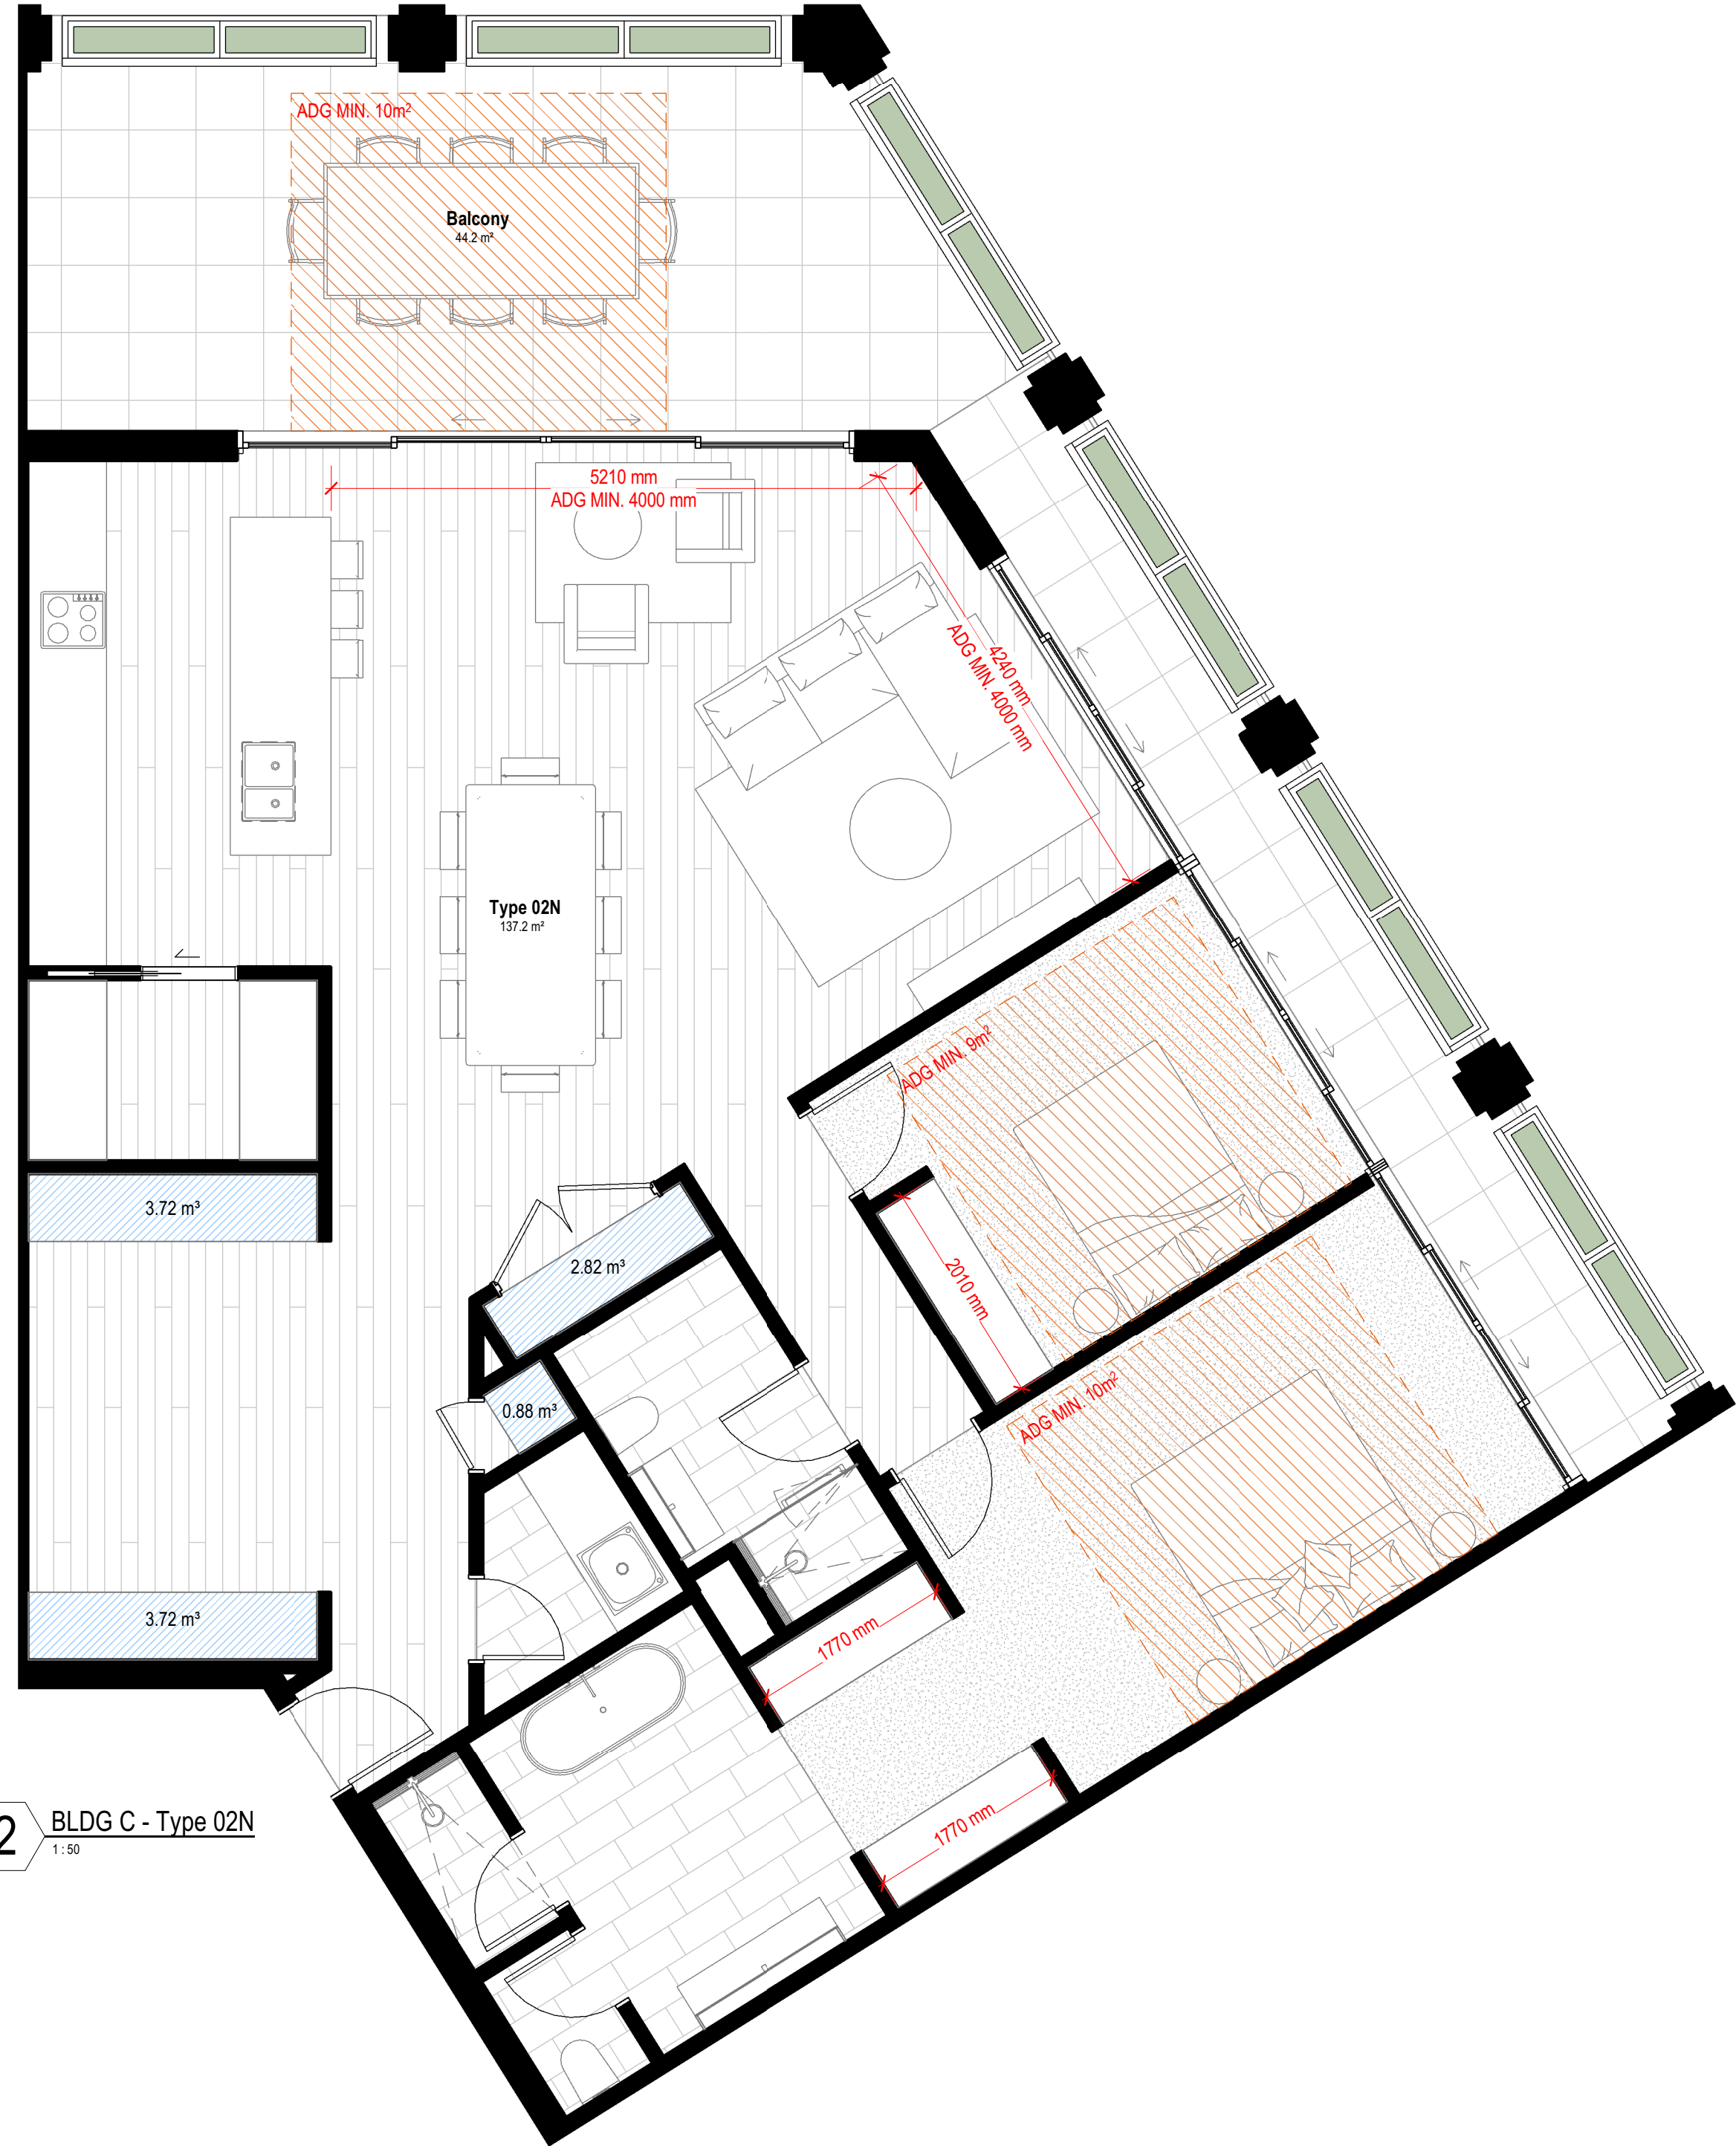 ADG MIN. 10m²
Balcony
44.2 m²
5210 mm
ADG MIN. 4000 mm
4240 mm
ADG MIN. 4000 mm
Type 02N
137.2 m²
ADG MIN. 9m²
3.72 m³
2.82 m³
2010 mm
ADG MIN. 10m²
0.88 m³
3.72 m³
1770 mm
1770 mm
2
BLDG C - Type 02N
1 : 50